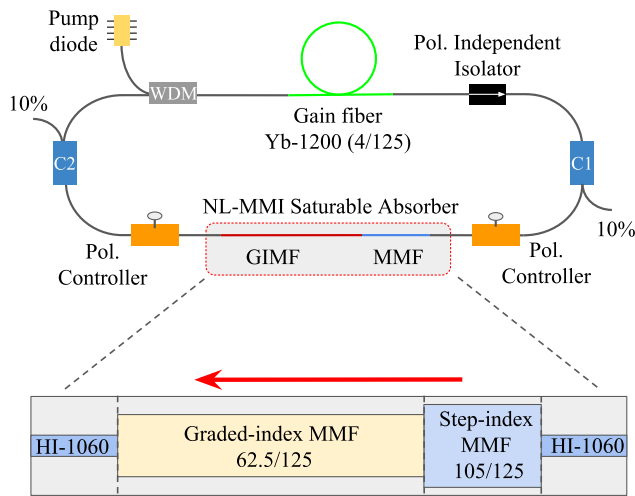 Pump
diode
Pol. Independent
Isolator
WDM
10%
Gain fiber
Yb-1200 (4/125)
C2
C1
NL-MMI Saturable Absorber
10%
Pol.
Controller
GIMF
MMF
Pol.
Controller
Step-index
MMF
105/125
Graded-index MMF
62.5/125
HI-1060
HI-1060